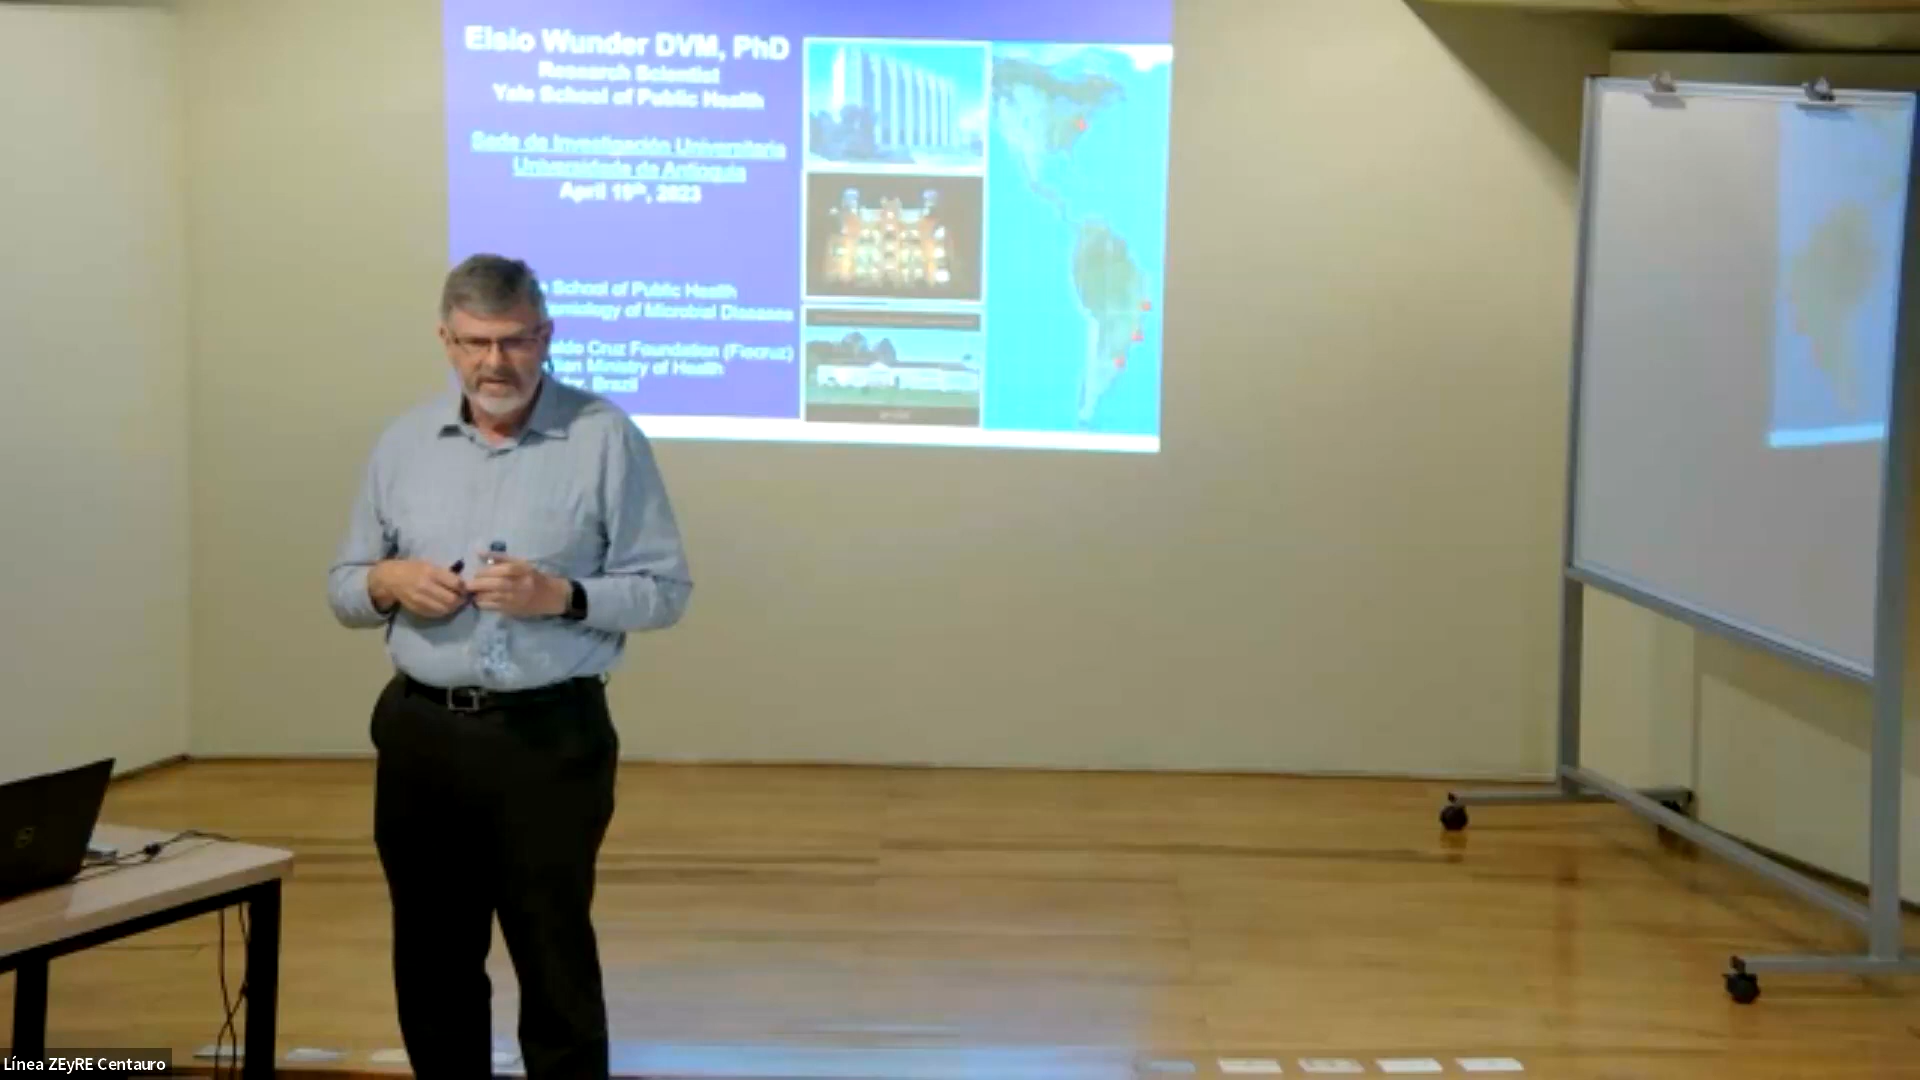 Elsio Wunder DVM, PhD
Research Scientist
Yale School of Public Health
Sede de Investigación Universitaria
Universidade de Antioquia
April 19th, 2023
School of Public Health
of Microbial Diseases
Cruz Foundation (Fiocruz)
Ministry of Health
Brazil
Línea ZEyRE Centauro